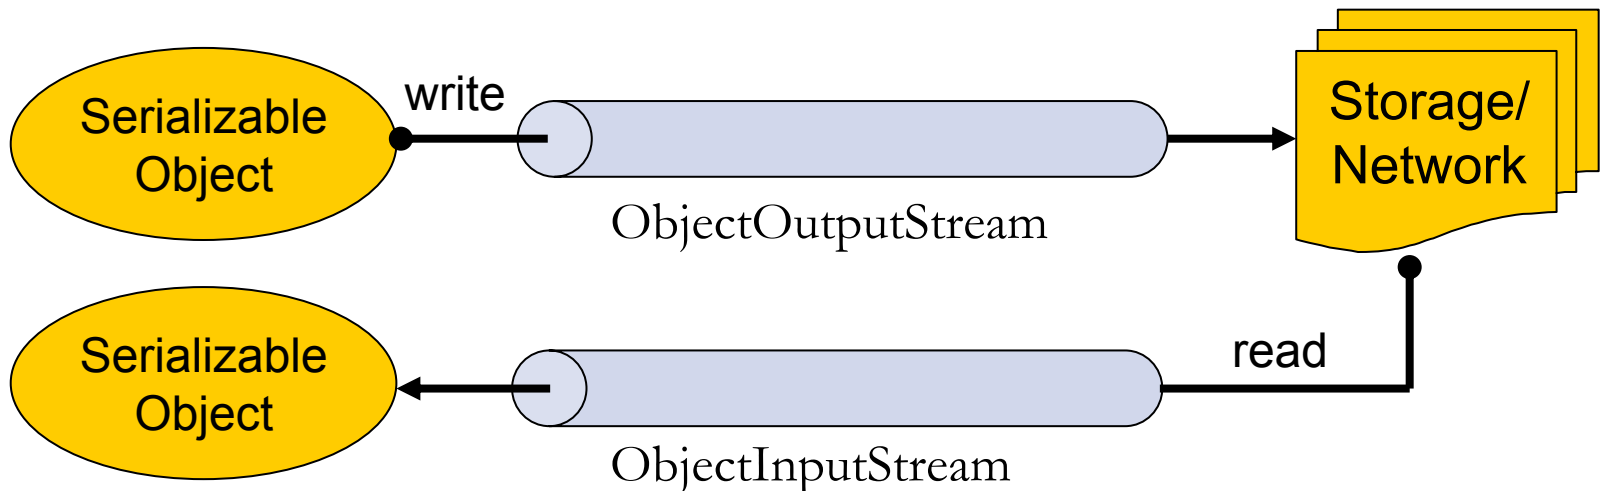 Serializable
Object
write
ObjectOutputStream
Storage/
Network
Serializable
Object
read
ObjectInputStream